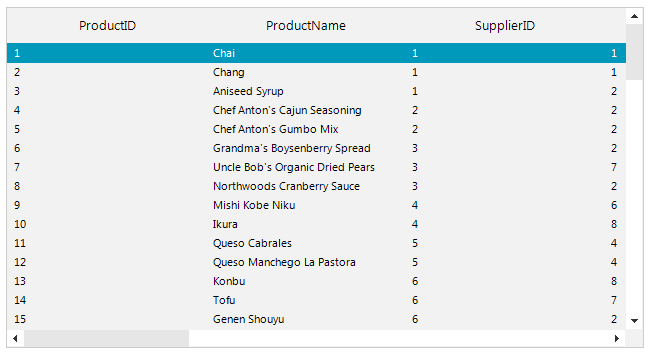 ProductID ProductName SupplierID
1 Chai 1 1
2 Chang 1 1
3 Aniseed Syrup 1 2
4 Chef Anton's Cajun Seasoning 2 2
5 Chef Anton's Gumbo Mix 2 2
6 Grandma's Boysenberry Spread 3 2
7 Uncle Bob's Organic Dried Pears 3 7
8 Northwoods Cranberry Sauce 3 2
9 Mishi Kobe Niku 4 6
10 Ikura 4 8
11 Queso Cabrales 5 4
12 Queso Manchego La Pastora 5 4
13 Konbu 6 8
14 Tofu 6 7
15 Genen Shouyu 6 2